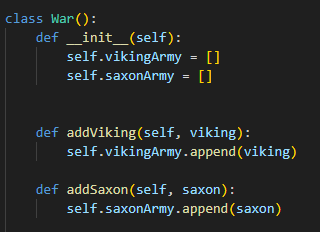 class War():
    def __init__(self):
        self.vikingArmy = []
        self.saxonArmy = []
    def addViking(self, viking):
        self.vikingArmy.append(viking)
    def addSaxon(self, saxon):
        self.saxonArmy.append(saxon)